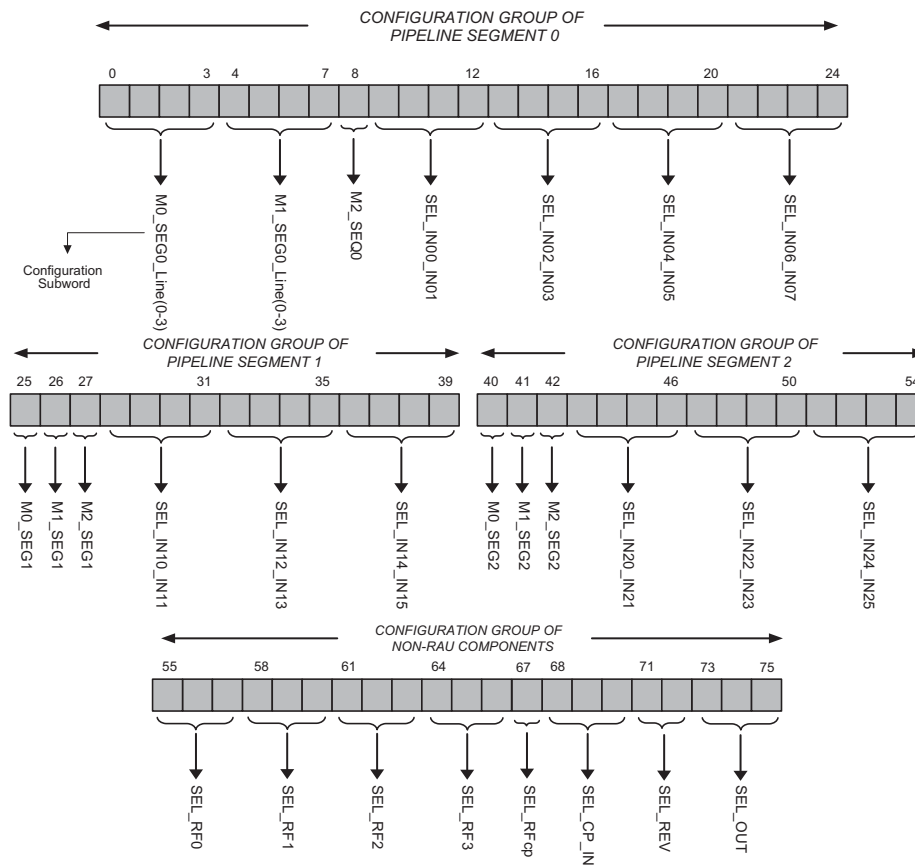 CONFIGURATION GROUP OF
PIPELINE SEGMENT 0
0 3 4 7 8 12 16 20 24
M0_SEG0_Line(0-3)
M1_SEG0_Line(0-3)
M2_SEQ0
SEL_IN00_IN01
SEL_IN02_IN03
SEL_IN04_IN05
SEL_IN06_IN07
Configuration
Subword
CONFIGURATION GROUP OF
PIPELINE SEGMENT 1
25 26 27 31 35 39
M0_SEG1
M1_SEG1
M2_SEG1
SEL_IN10_IN11
SEL_IN12_IN13
SEL_IN14_IN15
CONFIGURATION GROUP OF
PIPELINE SEGMENT 2
40 41 42 46 50 54
M0_SEG2
M1_SEG2
M2_SEG2
SEL_IN20_IN21
SEL_IN22_IN23
SEL_IN24_IN25
CONFIGURATION GROUP OF
NON-RAU COMPONENTS
55 58 61 64 67 68 71 73 75
SEL_RF0
SEL_RF1
SEL_RF2
SEL_RF3
SEL_RFcp
SEL_CP_IN
SEL_REV
SEL_OUT